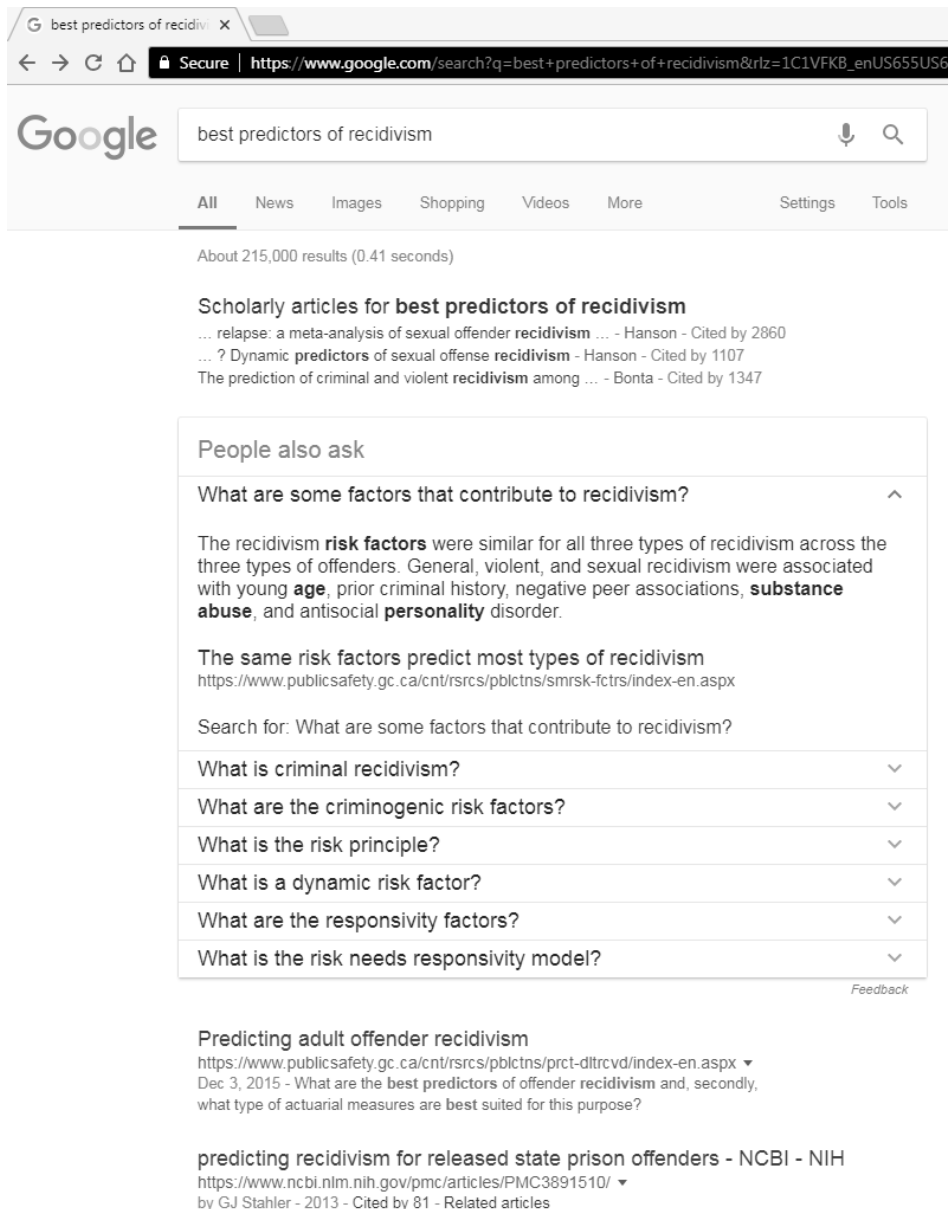 best predictors of recidiv
Secure | https://www.google.com/search?q=best+predictors+of+recidivism&rlz=1C1VFKB_enUS655US6
Google
best predictors of recidivism
All News Images Shopping Videos More Settings Tools
About 215,000 results (0.41 seconds)
Scholarly articles for best predictors of recidivism
... relapse: a meta-analysis of sexual offender recidivism ... - Hanson - Cited by 2860
... ? Dynamic predictors of sexual offense recidivism - Hanson - Cited by 1107
The prediction of criminal and violent recidivism among ... - Bonta - Cited by 1347
People also ask
What are some factors that contribute to recidivism?
The recidivism risk factors were similar for all three types of recidivism across the
three types of offenders. General, violent, and sexual recidivism were associated
with young age, prior criminal history, negative peer associations, substance
abuse, and antisocial personality disorder.
The same risk factors predict most types of recidivism
https://www.publicsafety.gc.ca/cnt/rsrcs/pblctns/smrsk-fctrs/index-en.aspx
Search for: What are some factors that contribute to recidivism?
What is criminal recidivism?
What are the criminogenic risk factors?
What is the risk principle?
What is a dynamic risk factor?
What are the responsivity factors?
What is the risk needs responsivity model?
Feedback
Predicting adult offender recidivism
https://www.publicsafety.gc.ca/cnt/rsrcs/pblctns/prct-dltrcvd/index-en.aspx
Dec 3, 2015 - What are the best predictors of offender recidivism and, secondly,
what type of actuarial measures are best suited for this purpose?
predicting recidivism for released state prison offenders - NCBI - NIH
https://www.ncbi.nlm.nih.gov/pmc/articles/PMC3891510/
by GJ Stahler - 2013 - Cited by 81 - Related articles